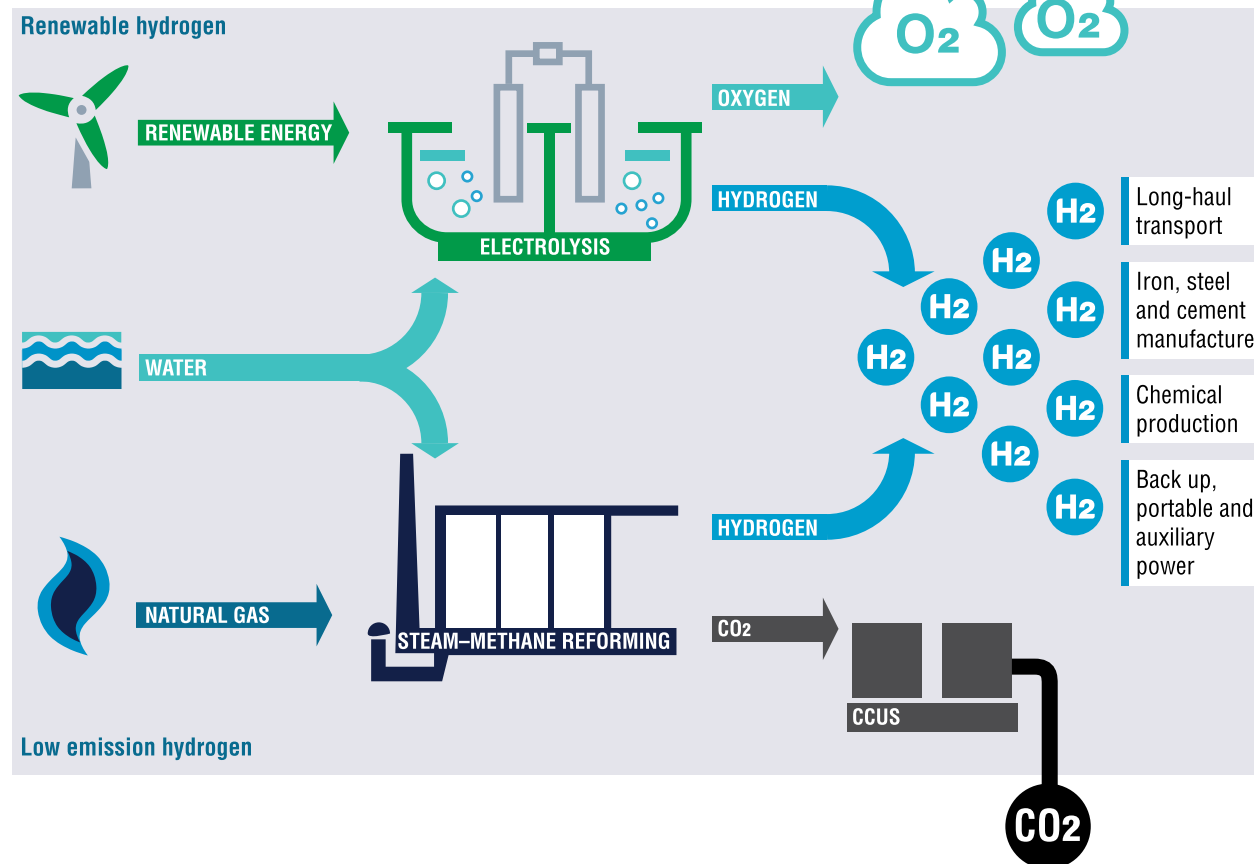 Renewable hydrogen
O2
O2
OXYGEN
RENEWABLE ENERGY
HYDROGEN
ELECTROLYSIS
H2
Long-haul
transport
H2
H2
H2
Iron, steel
and cement
manufacture
WATER
H2
H2
H2
H2
Chemical
production
H2
H2
Back up,
portable and
auxiliary
power
HYDROGEN
NATURAL GAS
STEAM–METHANE REFORMING
CO2
CCUS
Low emission hydrogen
CO2